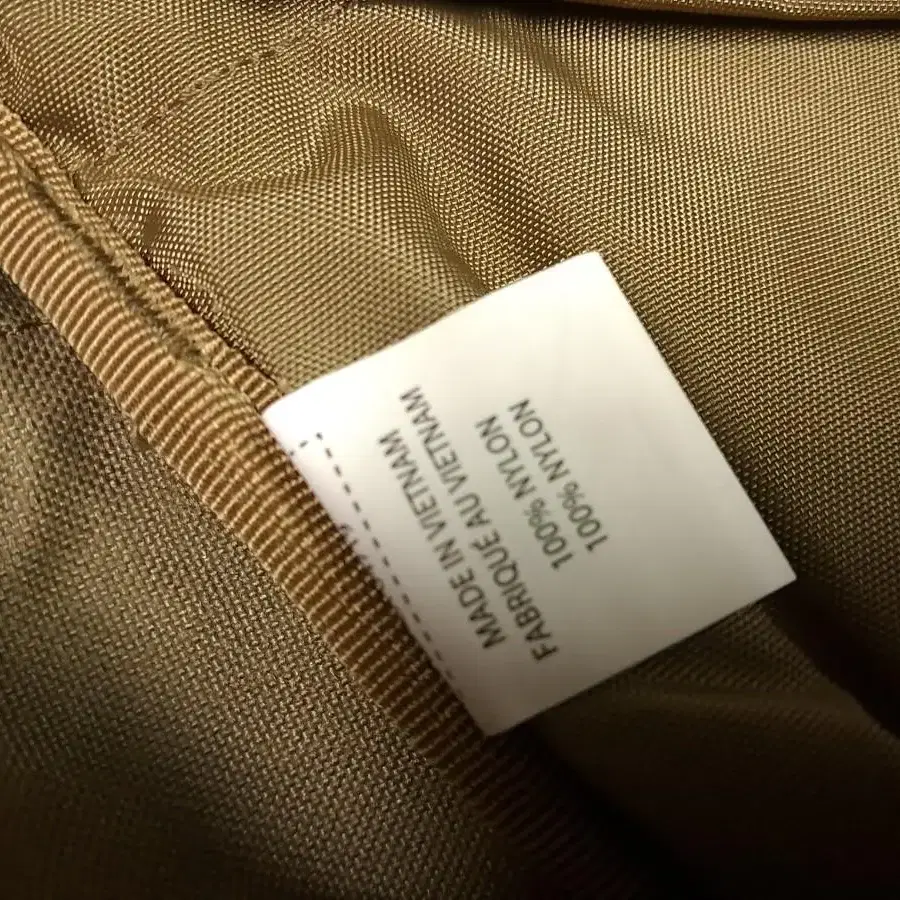 MADE IN VIETNAM
FABRIQUÉ AU VIETNAM
100% NYLON
100% NYLON